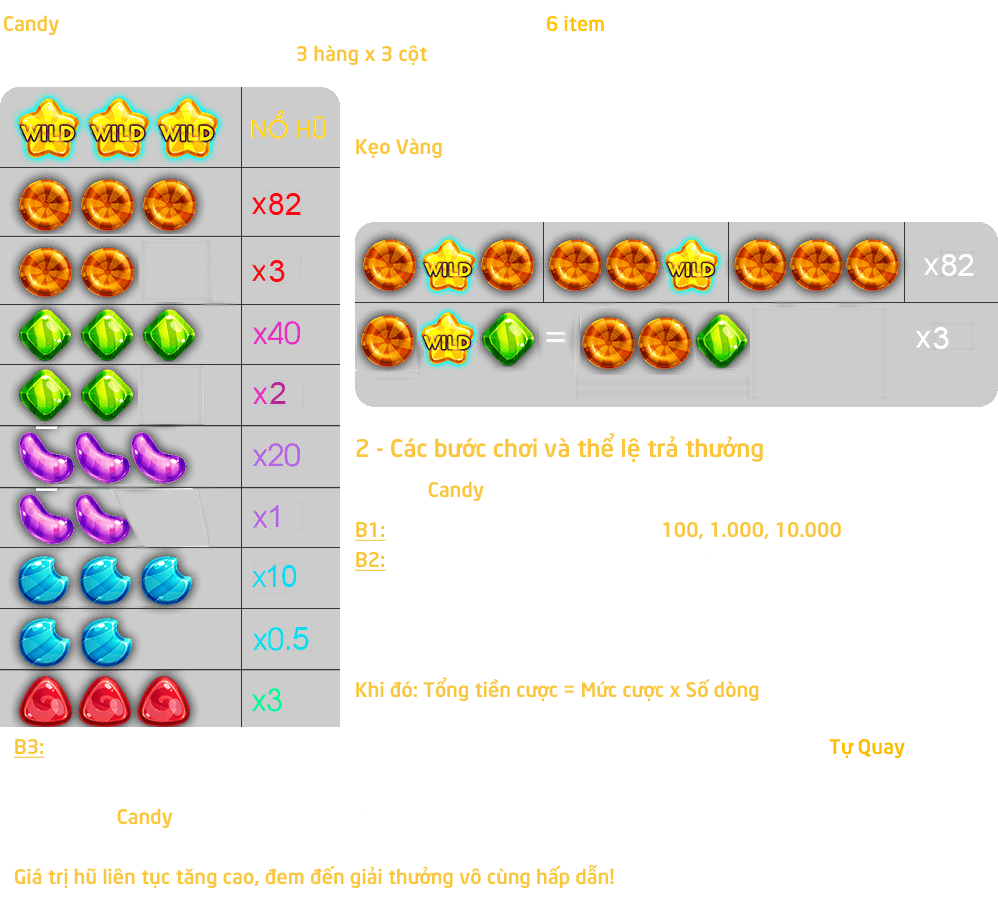 Candy 6 item
3 hàng x 3 cột
WILD WILD WILD NỔ HŨ
x82
x3
x40
x2
x20
x1
x10
x0.5
x3
Kẹo Vàng
WILD WILD x82
WILD = x3
2 - Các bước chơi và thể lệ trả thưởng
Candy
B1: 100, 1.000, 10.000
B2:
Khi đó: Tổng tiền cược = Mức cược x Số dòng
B3: Tự Quay
Candy
Giá trị hũ liên tục tăng cao, đem đến giải thưởng vô cùng hấp dẫn!